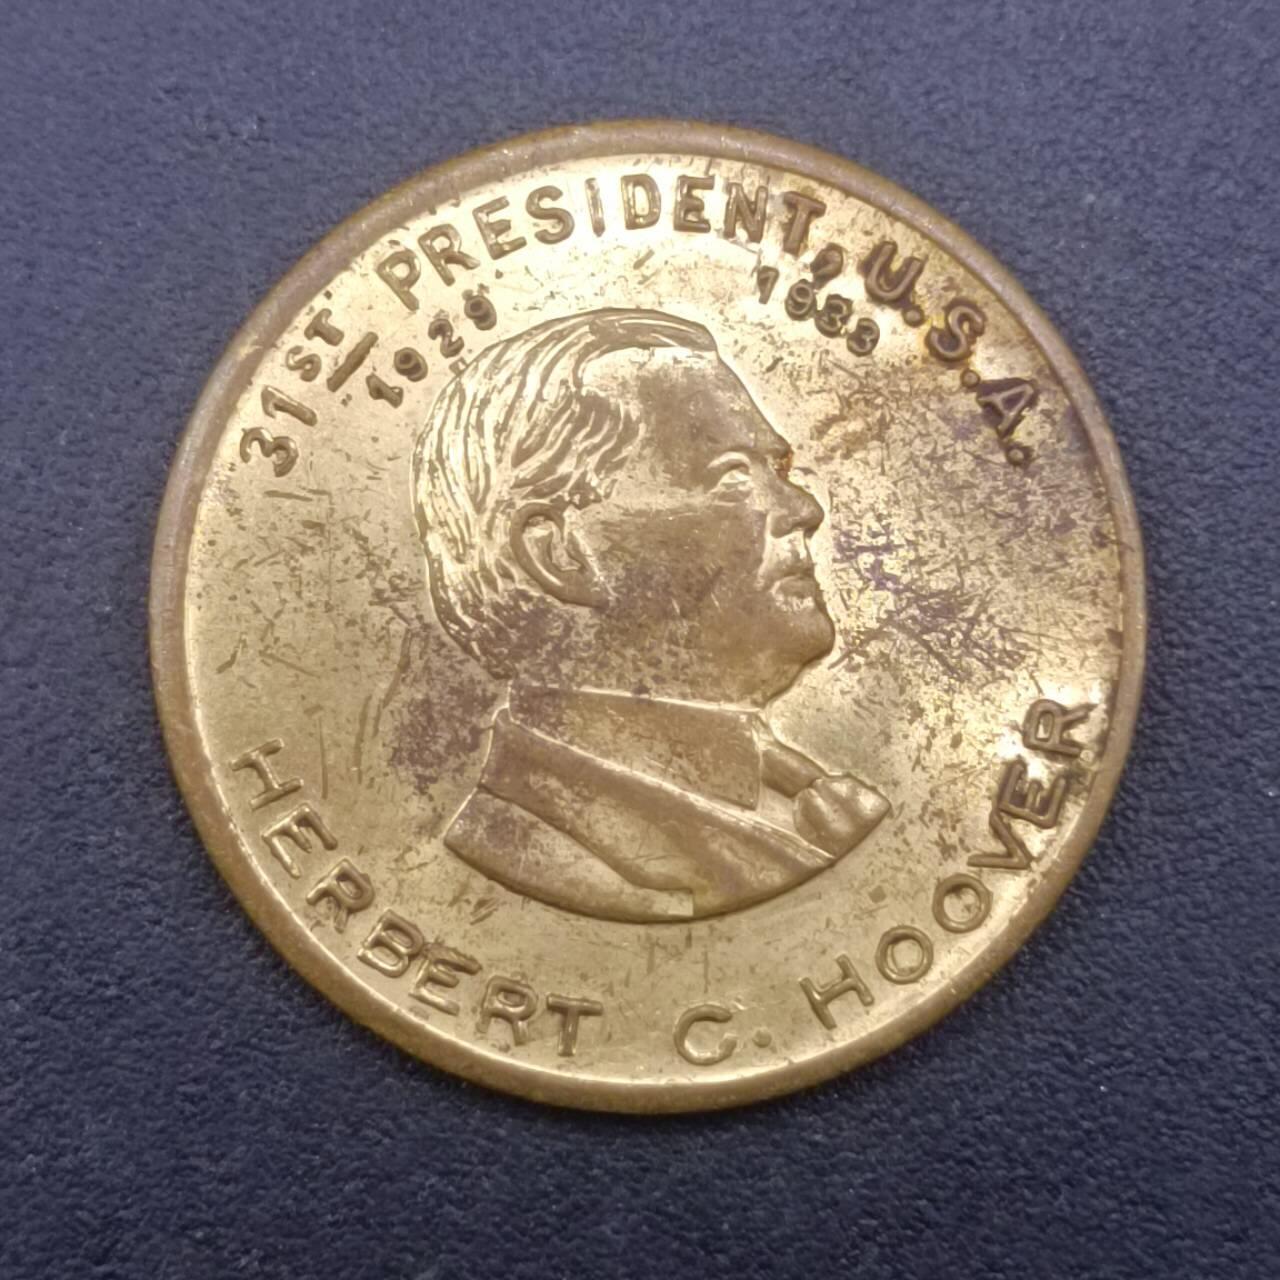 31ST PRESIDENT, U.S.A.
1929 1933
HERBERT C. HOOVER